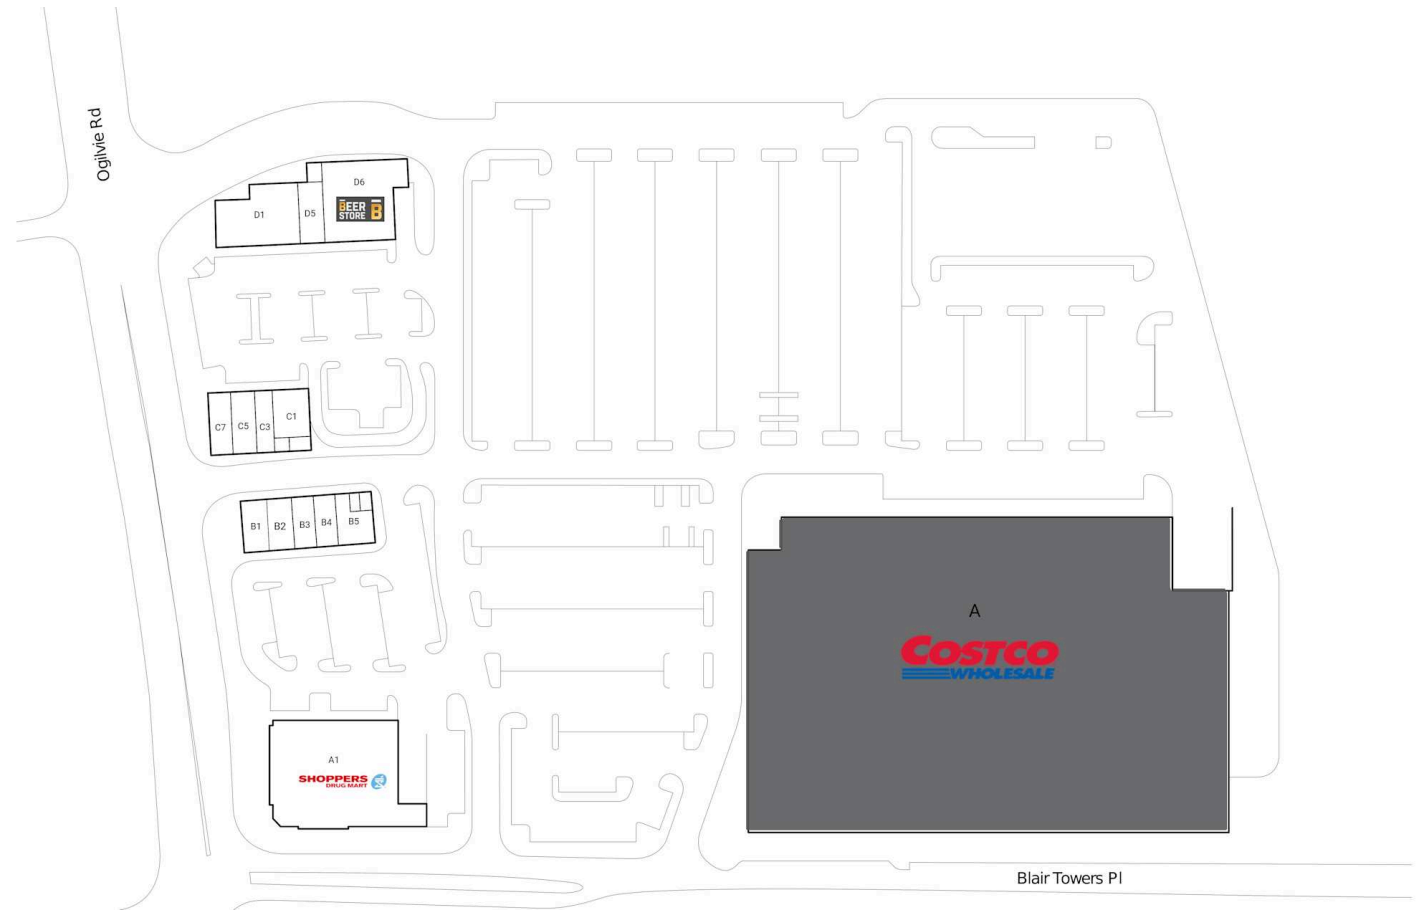 Ogilvie Rd
D6
D1
D5
BEER
STORE
B
C7
C5
C3
C1
B1
B2
B3
B4
B5
A
COSTCO
WHOLESALE
A1
SHOPPERS
DRUG MART
Blair Towers Pl